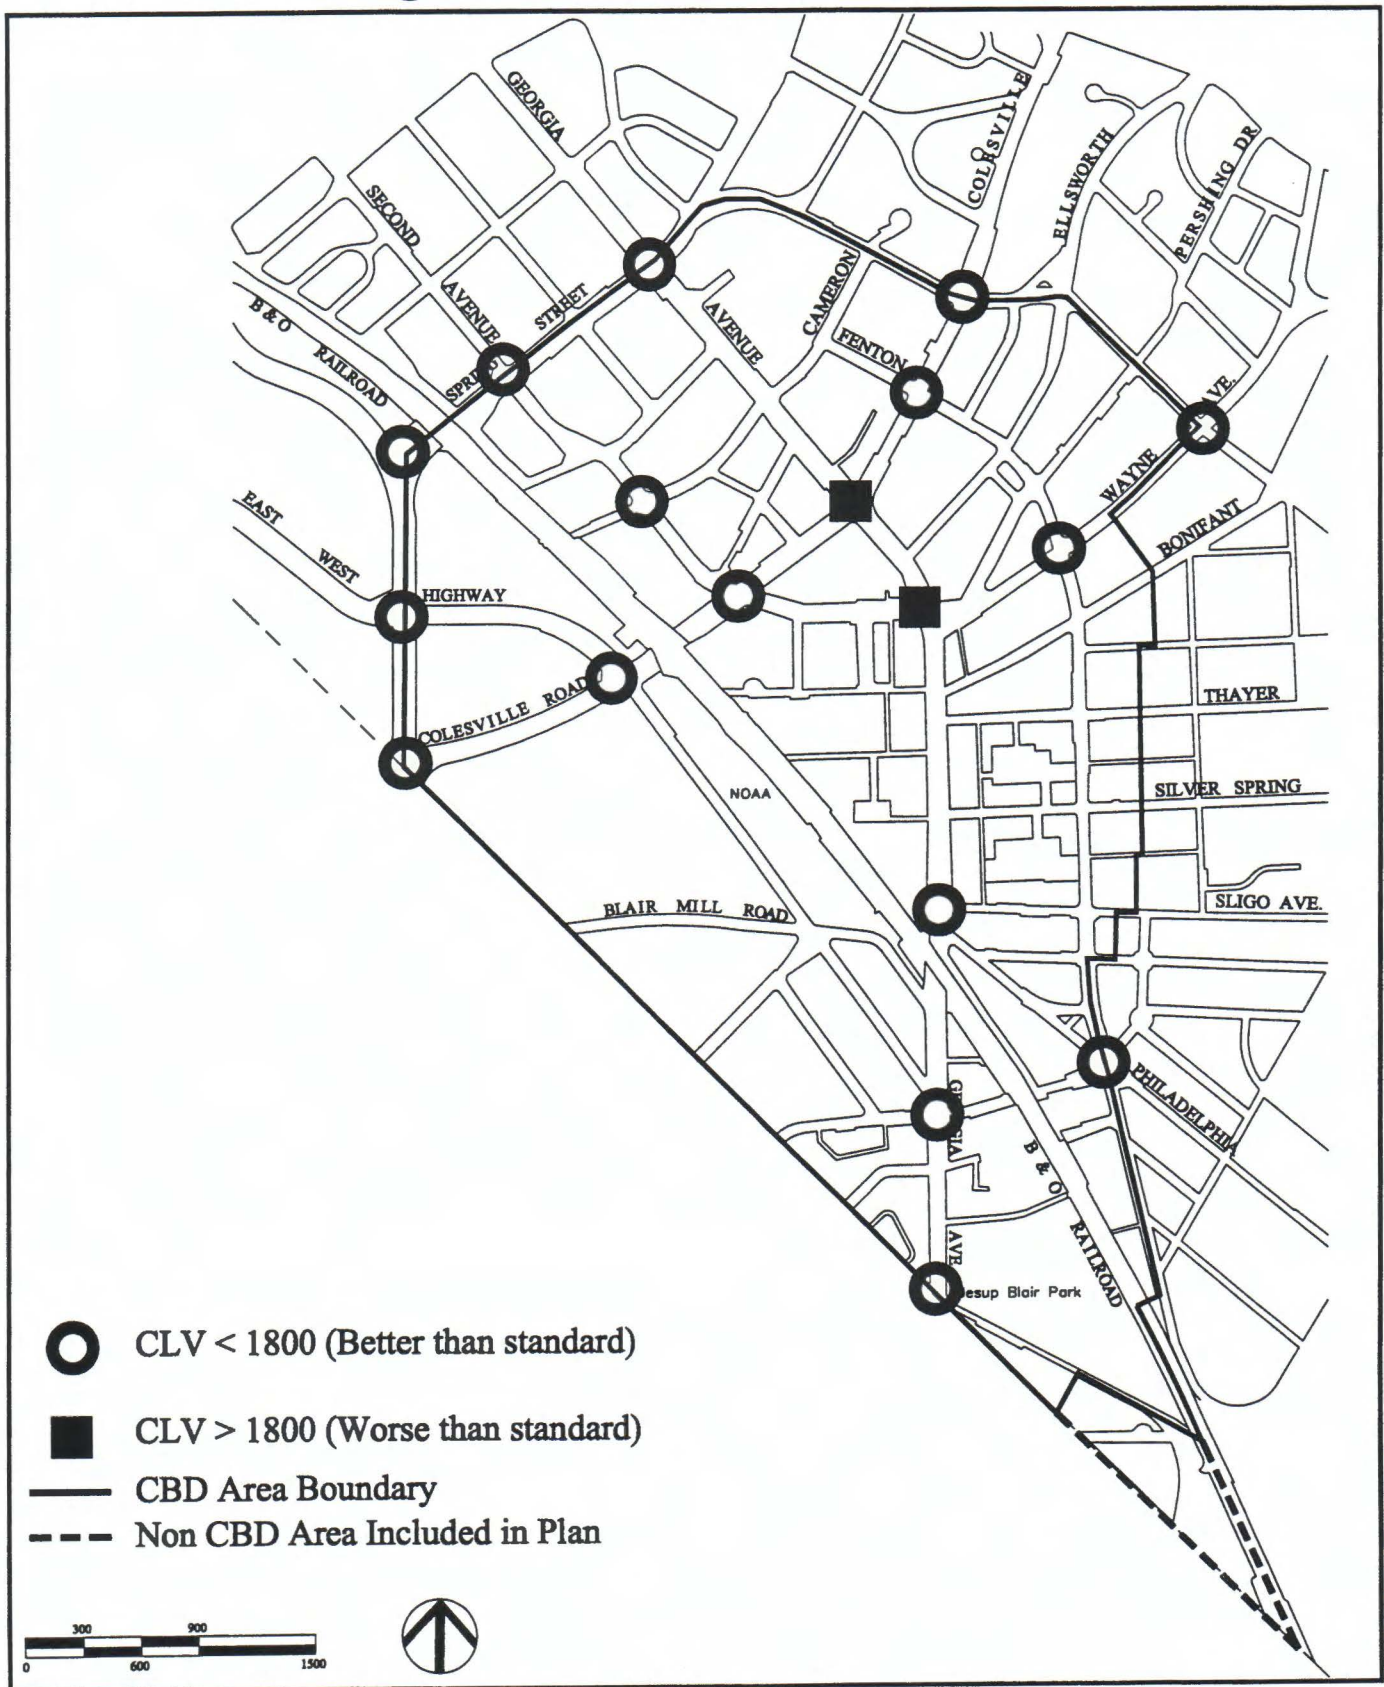 GEORGIA
COLESVILLE
ELLSWORTH
PERSHING DR.
SECOND
AVENUE
SPRING
STREET
AVENUE
CAMERON
FENTON
B & O
RAILROAD
AVE.
WAYNE
BONIFANT
EAST
WEST
HIGHWAY
COLESVILLE ROAD
THAYER
NOAA
SILVER SPRING
BLAIR MILL ROAD
SLIGO AVE.
PHILADELPHIA
GEORGIA
AVE
B & O
RAILROAD
Jesup Blair Park
CLV < 1800 (Better than standard)
CLV > 1800 (Worse than standard)
CBD Area Boundary
Non CBD Area Included in Plan
300 900
0 600 1500